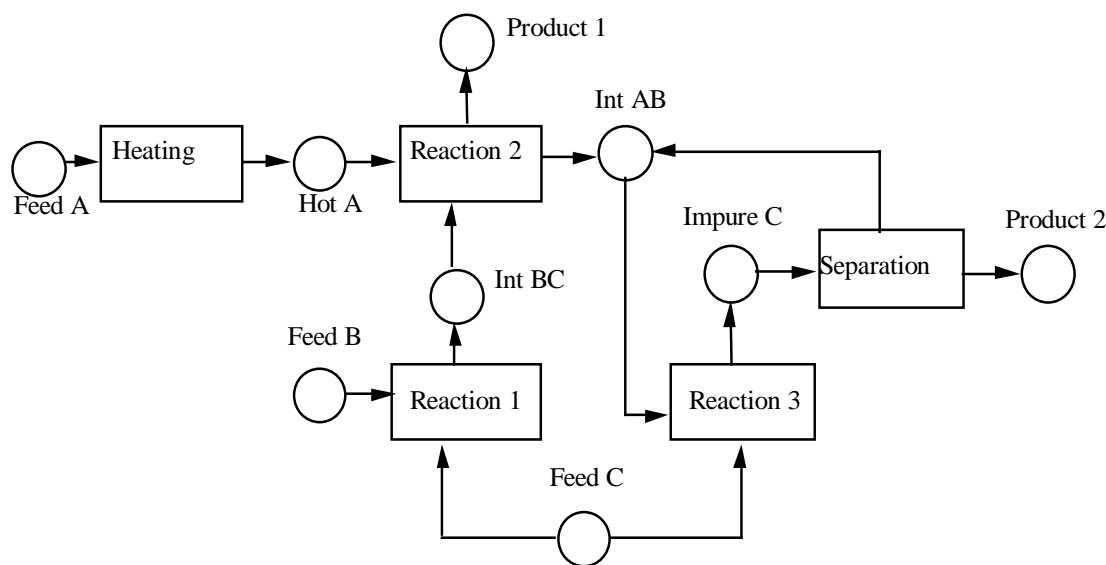 Product 1
Int AB
Heating
Reaction 2
Feed A
Hot A
Impure C
Product 2
Separation
Int BC
Feed B
Reaction 1
Reaction 3
Feed C